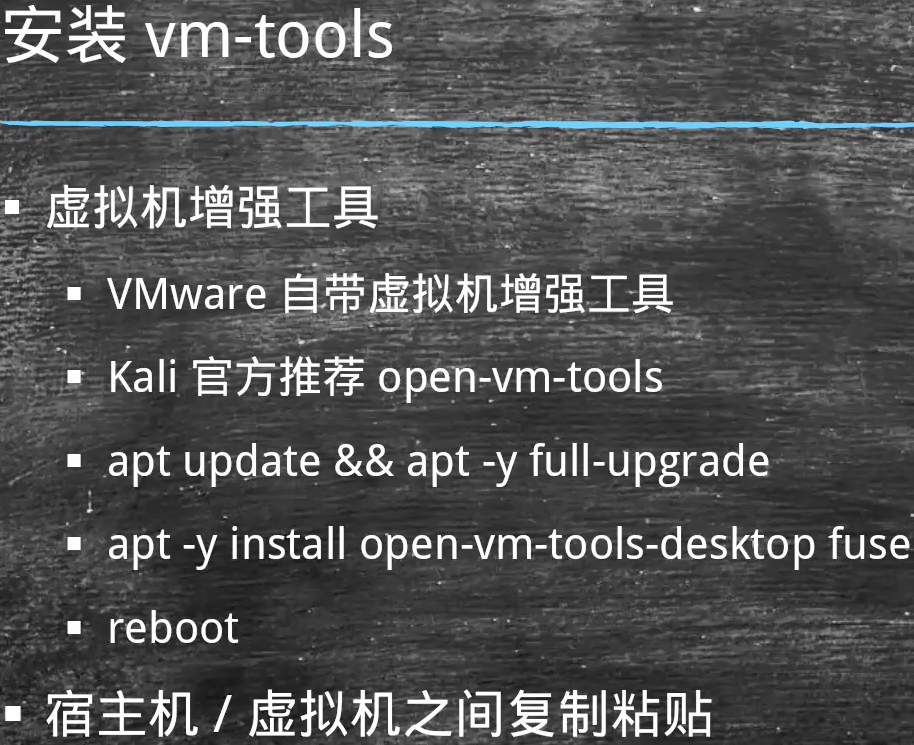 安装 vm-tools
虚拟机增强工具
VMware 自带虚拟机增强工具
Kali 官方推荐 open-vm-tools
apt update && apt -y full-upgrade
apt -y install open-vm-tools-desktop fuse
reboot
宿主机 / 虚拟机之间复制粘贴